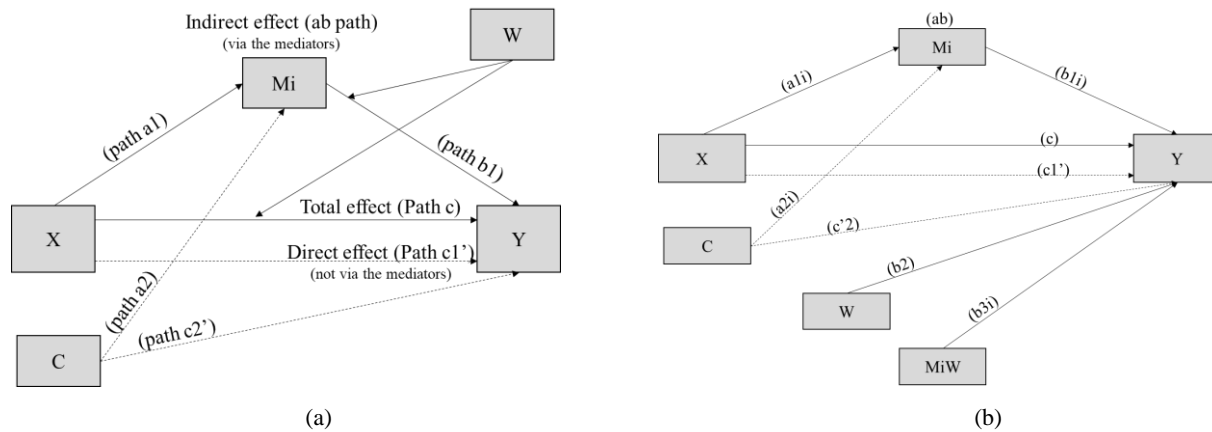 Indirect effect (ab path)
(via the mediators)
W
Mi
(path a1)
(path b1)
X
Total effect (Path c)
Y
Direct effect (Path c1’)
(not via the mediators)
(path a2)
(path c2’)
C
(a)
(ab)
Mi
(a1i)
(b1i)
X
(c)
Y
(c1’)
(a2i)
(c’2)
C
(b2)
W
(b3i)
MiW
(b)